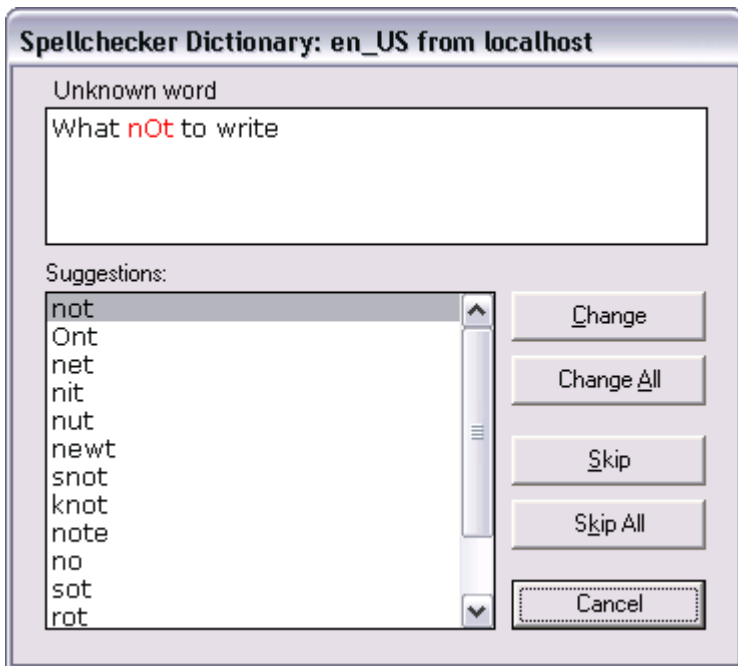 Spellchecker Dictionary: en_US from localhost
Unknown word
What nOt to write
Suggestions:
not
Ont
net
nit
nut
newt
snot
knot
note
no
sot
rot
Change
Change All
Skip
Skip All
Cancel